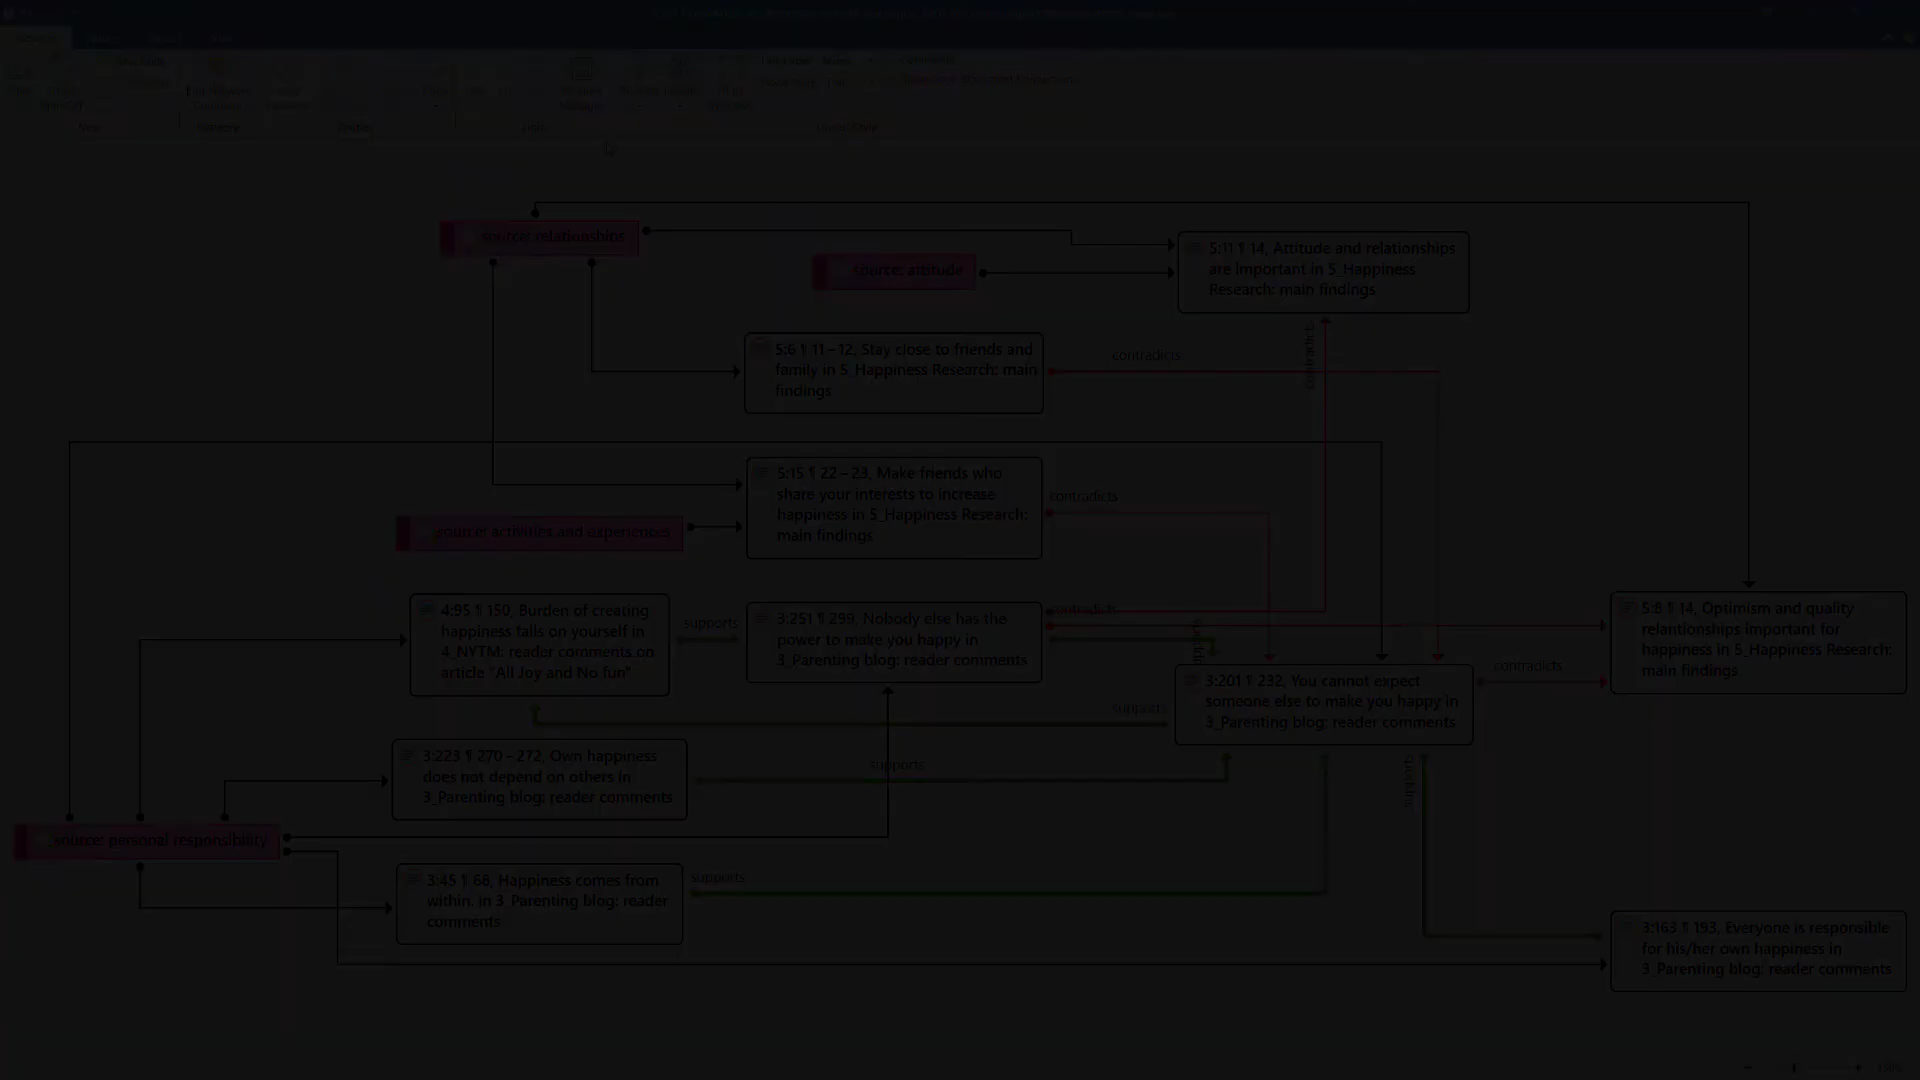 source: relationships
source: attitude
5:11 ¶ 14, Attitude and relationships
are important in 5_Happiness
Research: main findings
contradicts
5:6 ¶ 11 – 12, Stay close to friends and
family in 5_Happiness Research: main
findings
contradicts
5:15 ¶ 22 – 23, Make friends who
share your interests to increase
happiness in 5_Happiness Research:
main findings
contradicts
source: activities and experiences
4:95 ¶ 150, Burden of creating
happiness falls on yourself in
4_NYTM: reader comments on
article "All Joy and No fun"
supports
3:251 ¶ 299, Nobody else has the
power to make you happy in
3_Parenting blog: reader comments
contradicts
supports
5:8 ¶ 14, Optimism and quality
relantionships important for
happiness in 5_Happiness Research:
main findings
3:201 ¶ 232, You cannot expect
someone else to make you happy in
3_Parenting blog: reader comments
contradicts
supports
3:223 ¶ 270 – 272, Own happiness
does not depend on others in
3_Parenting blog: reader comments
supports
supports
source: personal responsibility
3:45 ¶ 68, Happiness comes from
within. in 3_Parenting blog: reader
comments
supports
3:163 ¶ 193, Everyone is responsible
for his/her own happiness in
3_Parenting blog: reader comments